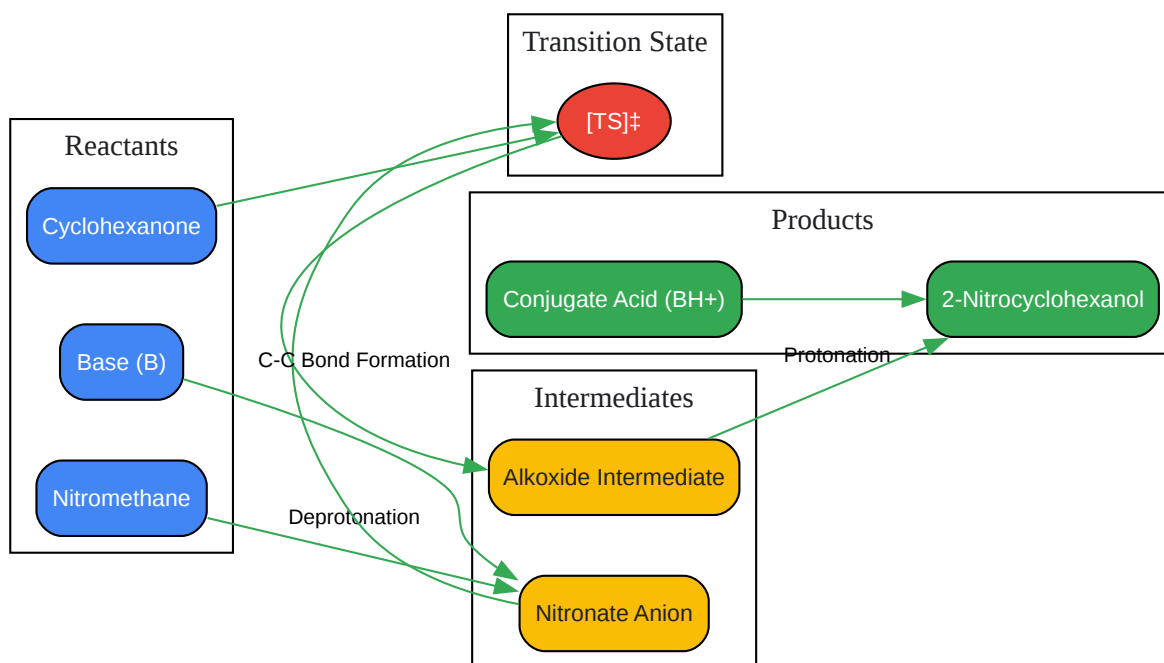 Transition State
[TS]‡
Reactants
Cyclohexanone
Base (B)
Nitromethane
Products
Conjugate Acid (BH+)
2-Nitrocyclohexanol
C-C Bond Formation
Protonation
Deprotonation
Intermediates
Alkoxide Intermediate
Nitronate Anion